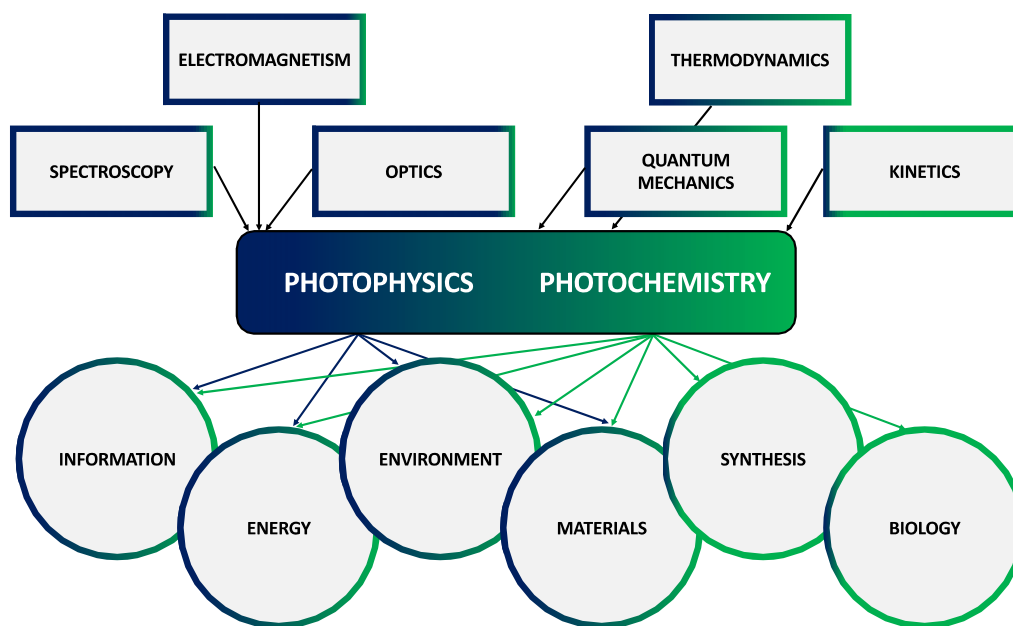 ELECTROMAGNETISM
THERMODYNAMICS
SPECTROSCOPY
OPTICS
QUANTUM
MECHANICS
KINETICS
PHOTOPHYSICS
PHOTOCHEMISTRY
INFORMATION
ENVIRONMENT
SYNTHESIS
ENERGY
MATERIALS
BIOLOGY